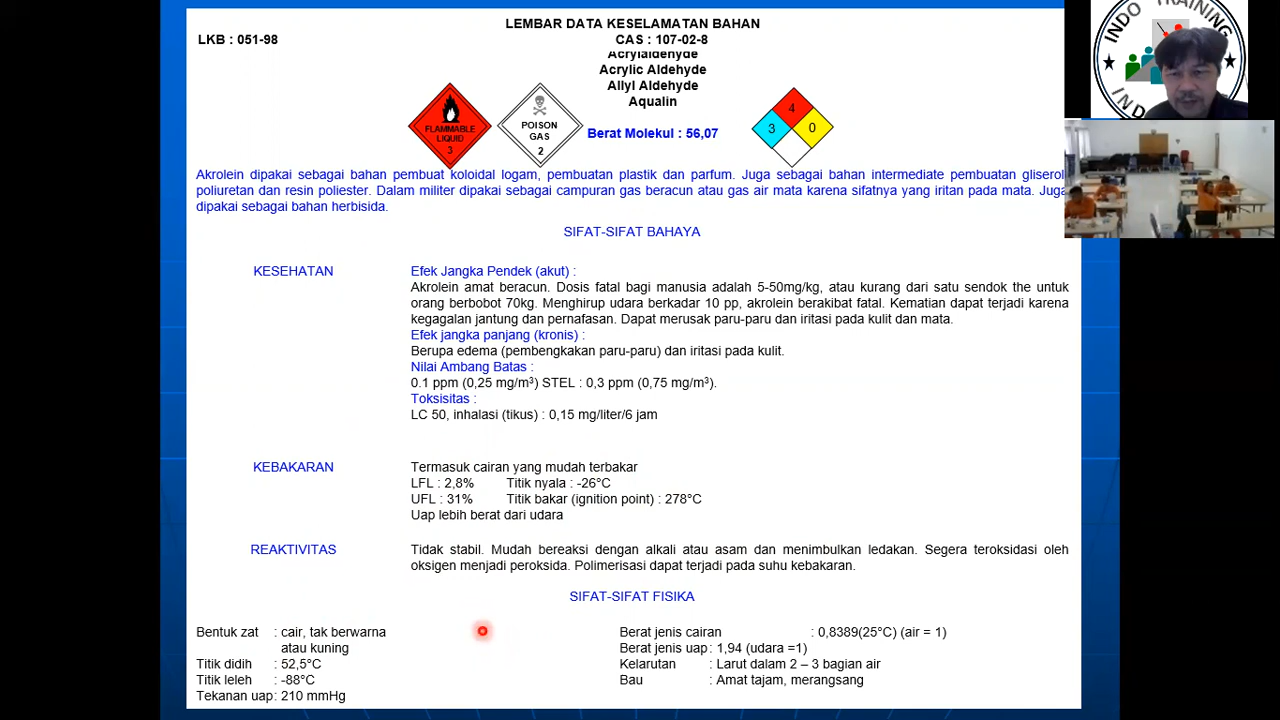 LEMBAR DATA KESELAMATAN BAHAN
LKB : 051-98
CAS : 107-02-8
Acrylaldehyde
Acrylic Aldehyde
Allyl Aldehyde
Aqualin
FLAMMABLE
LIQUID
3
POISON
GAS
2
Berat Molekul : 56,07
4
3
0
INDO TRAINING
Akrolein dipakai sebagai bahan pembuat koloidal logam, pembuatan plastik dan parfum. Juga sebagai bahan intermediate pembuatan gliserol,
poliuretan dan resin poliester. Dalam militer dipakai sebagai campuran gas beracun atau gas air mata karena sifatnya yang iritan pada mata. Juga
dipakai sebagai bahan herbisida.
SIFAT-SIFAT BAHAYA
KESEHATAN
Efek Jangka Pendek (akut) :
Akrolein amat beracun. Dosis fatal bagi manusia adalah 5-50mg/kg, atau kurang dari satu sendok the untuk
orang berbobot 70kg. Menghirup udara berkadar 10 pp, akrolein berakibat fatal. Kematian dapat terjadi karena
kegagalan jantung dan pernafasan. Dapat merusak paru-paru dan iritasi pada kulit dan mata.
Efek jangka panjang (kronis) :
Berupa edema (pembengkakan paru-paru) dan iritasi pada kulit.
Nilai Ambang Batas :
0.1 ppm (0,25 mg/m³) STEL : 0,3 ppm (0,75 mg/m³).
Toksisitas :
LC 50, inhalasi (tikus) : 0,15 mg/liter/6 jam
KEBAKARAN
Termasuk cairan yang mudah terbakar
LFL : 2,8% Titik nyala : -26°C
UFL : 31% Titik bakar (ignition point) : 278°C
Uap lebih berat dari udara
REAKTIVITAS
Tidak stabil. Mudah bereaksi dengan alkali atau asam dan menimbulkan ledakan. Segera teroksidasi oleh
oksigen menjadi peroksida. Polimerisasi dapat terjadi pada suhu kebakaran.
SIFAT-SIFAT FISIKA
Bentuk zat : cair, tak berwarna
atau kuning
Titik didih : 52,5°C
Titik leleh : -88°C
Tekanan uap : 210 mmHg
Berat jenis cairan : 0,8389(25°C) (air = 1)
Berat jenis uap : 1,94 (udara =1)
Kelarutan : Larut dalam 2 – 3 bagian air
Bau : Amat tajam, merangsang